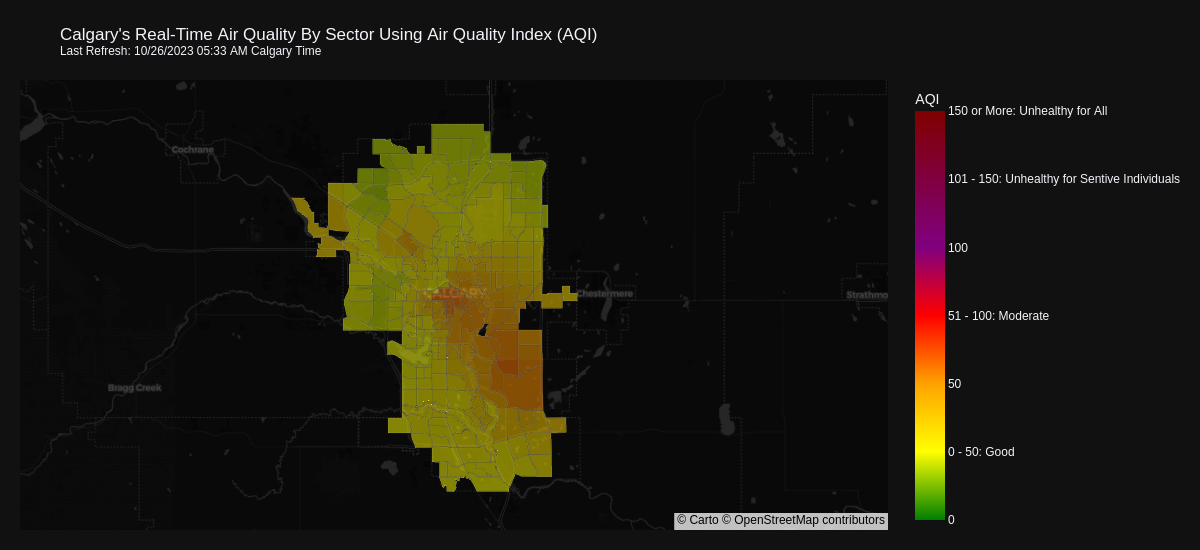 Calgary's Real-Time Air Quality By Sector Using Air Quality Index (AQI)
Last Refresh: 10/26/2023 05:33 AM Calgary Time
AQI
150 or More: Unhealthy for All
101 - 150: Unhealthy for Sentive Individuals
100
51 - 100: Moderate
50
0 - 50: Good
0
Cochrane
CALGARY
Chestermere
Strathmo
Bragg Creek
© Carto © OpenStreetMap contributors